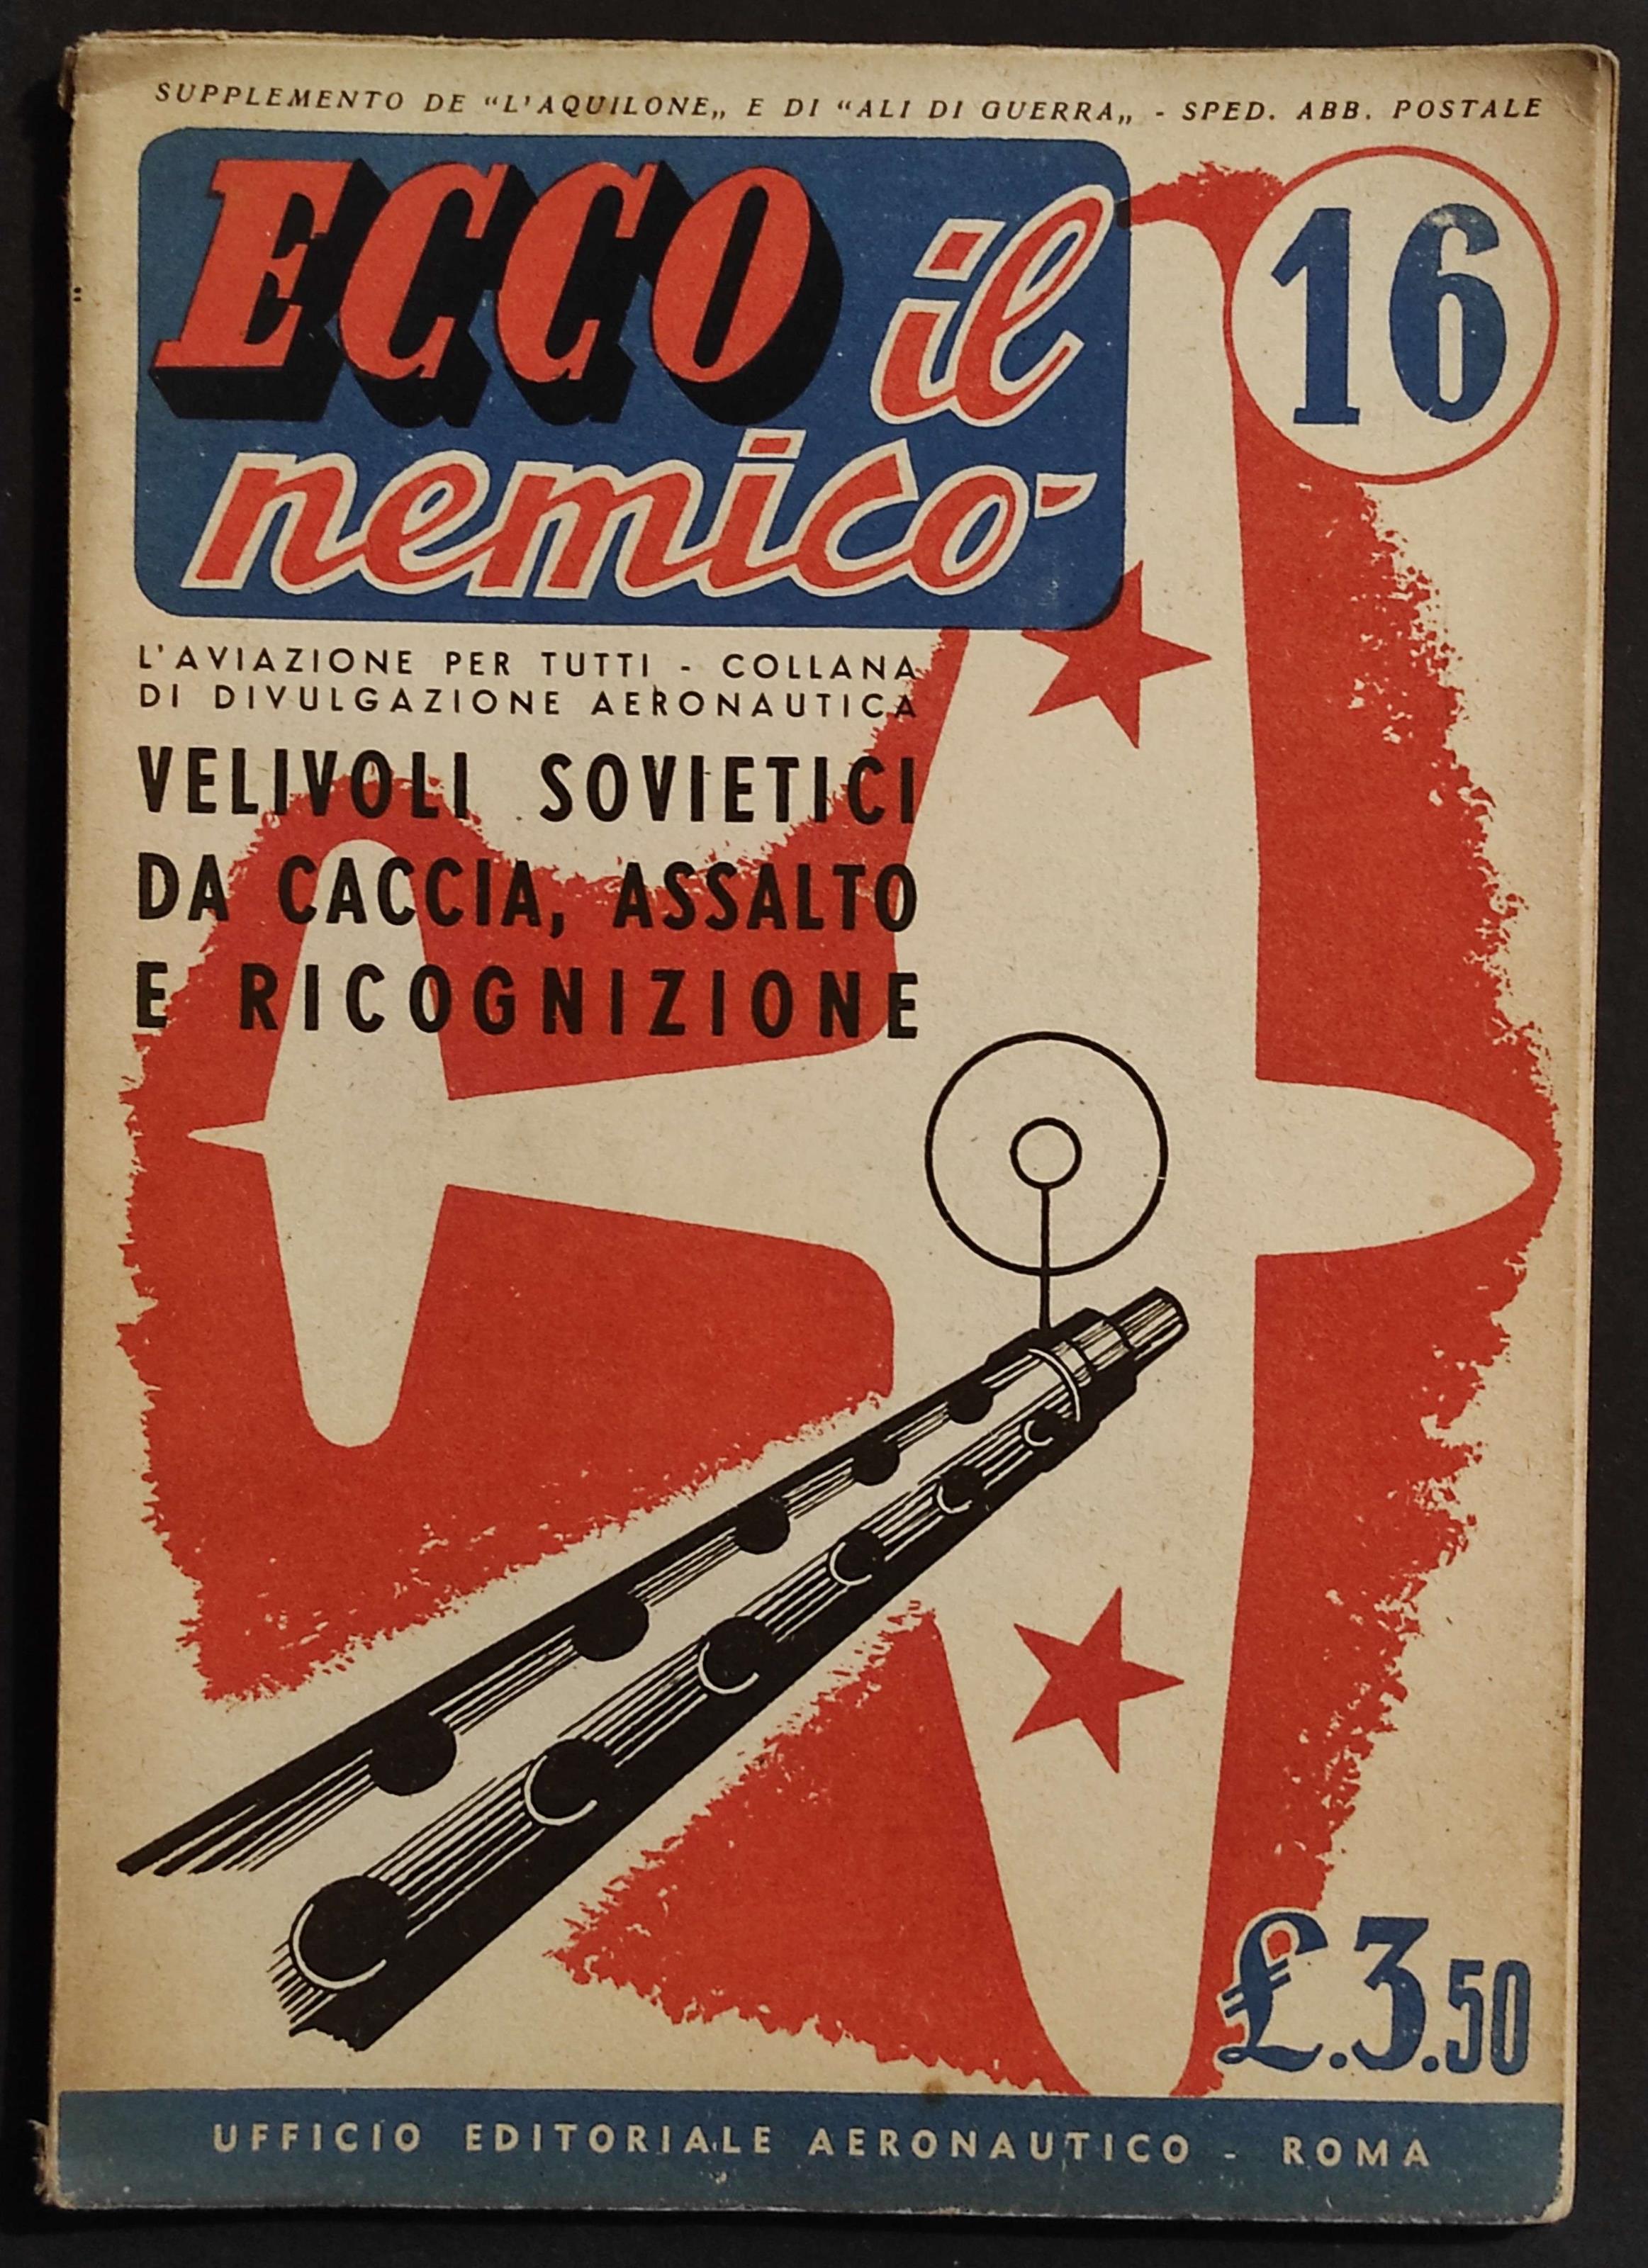 SUPPLEMENTO DE “L'AQUILONE„ E DI “ALI DI GUERRA„ - SPED. ABB. POSTALE
ECCO il
nemico-
16
L'AVIAZIONE PER TUTTI - COLLANA
DI DIVULGAZIONE AERONAUTICA
VELIVOLI SOVIETICI
DA CACCIA, ASSALTO
E RICOGNIZIONE
£.3.50
UFFICIO EDITORIALE AERONAUTICO - ROMA